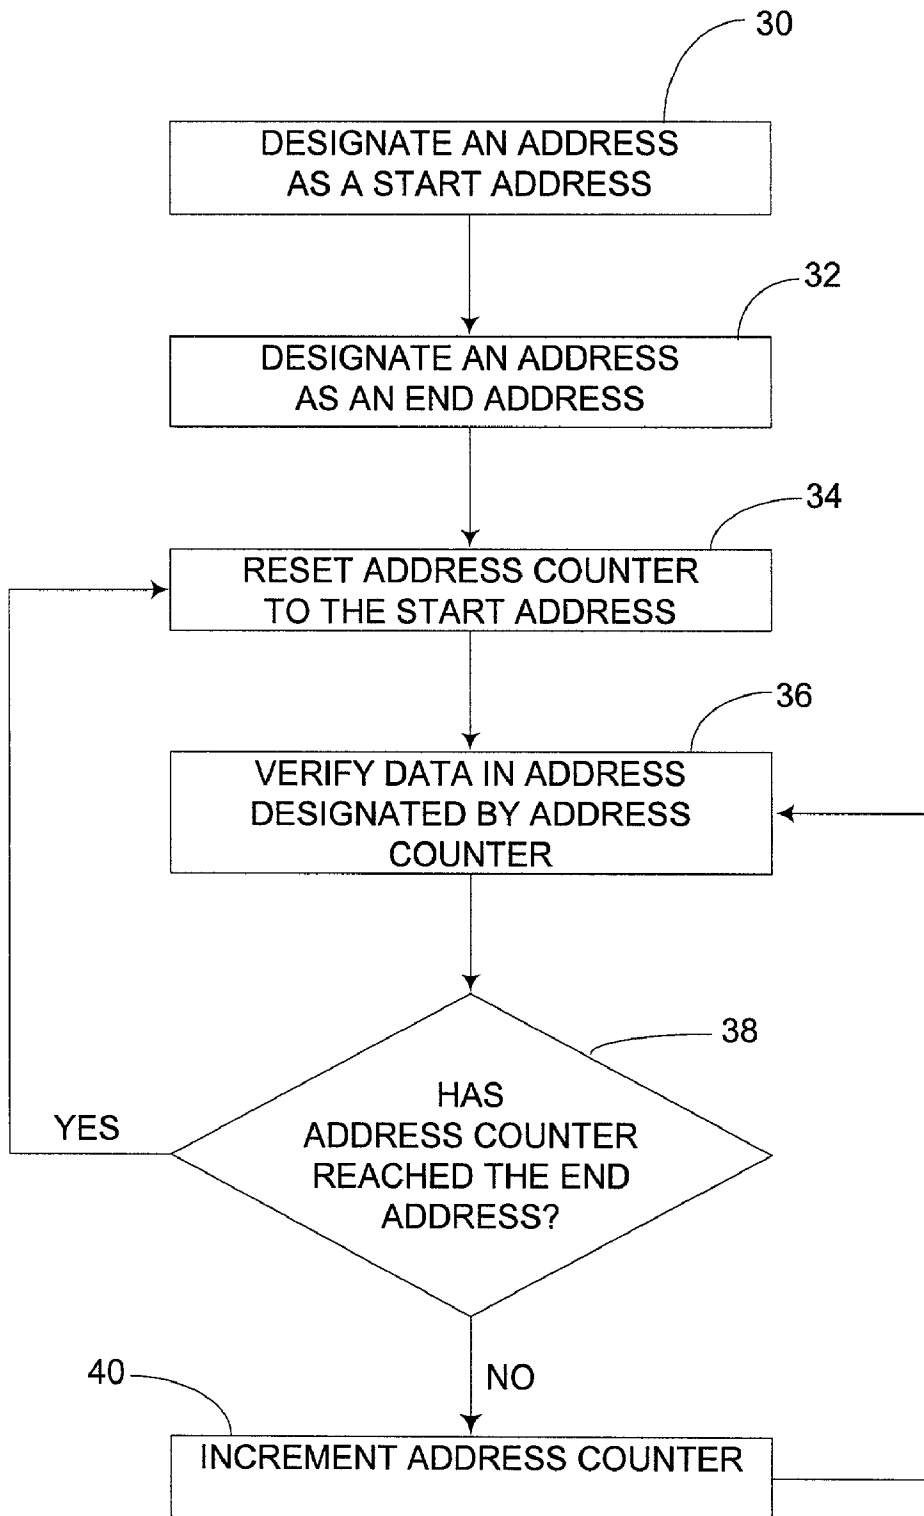 30
DESIGNATE AN ADDRESS
AS A START ADDRESS
32
DESIGNATE AN ADDRESS
AS AN END ADDRESS
34
RESET ADDRESS COUNTER
TO THE START ADDRESS
36
VERIFY DATA IN ADDRESS
DESIGNATED BY ADDRESS
COUNTER
38
HAS
ADDRESS COUNTER
REACHED THE END
ADDRESS?
YES
NO
40
INCREMENT ADDRESS COUNTER